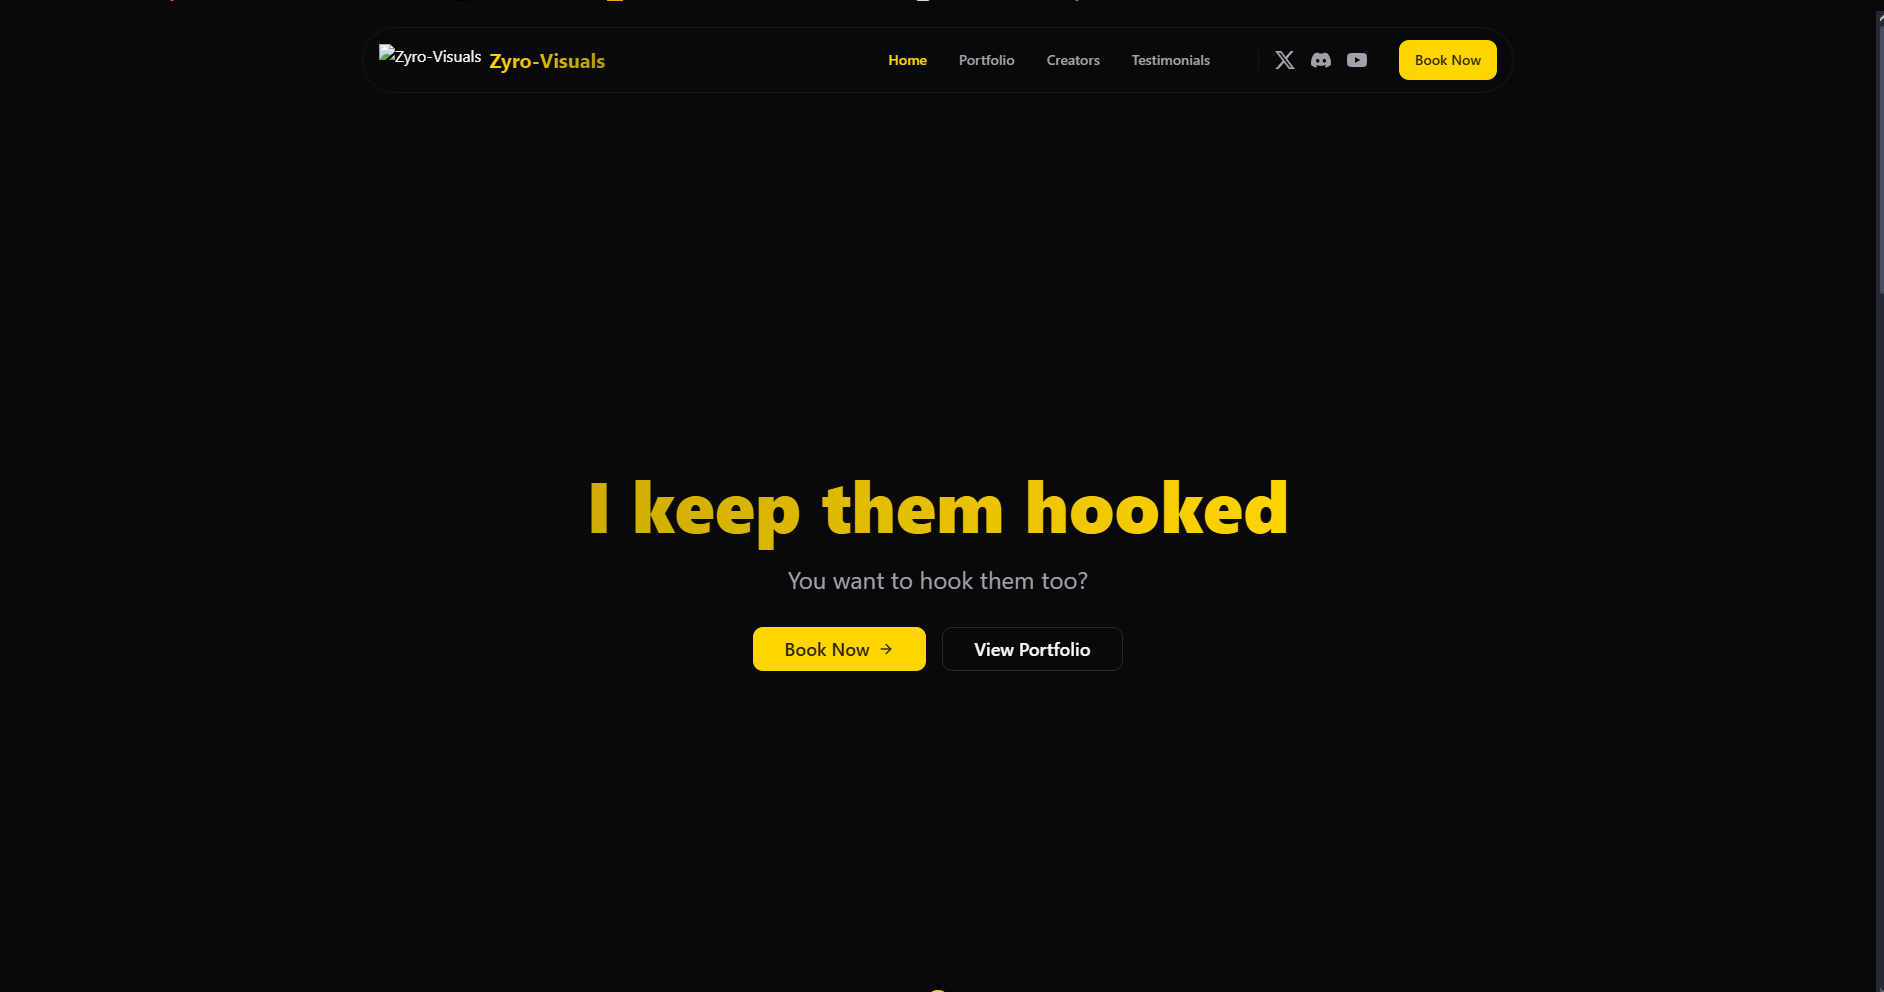 Zyro-Visuals Zyro-Visuals Home Portfolio Creators Testimonials Book Now
I keep them hooked
You want to hook them too?
Book Now → View Portfolio